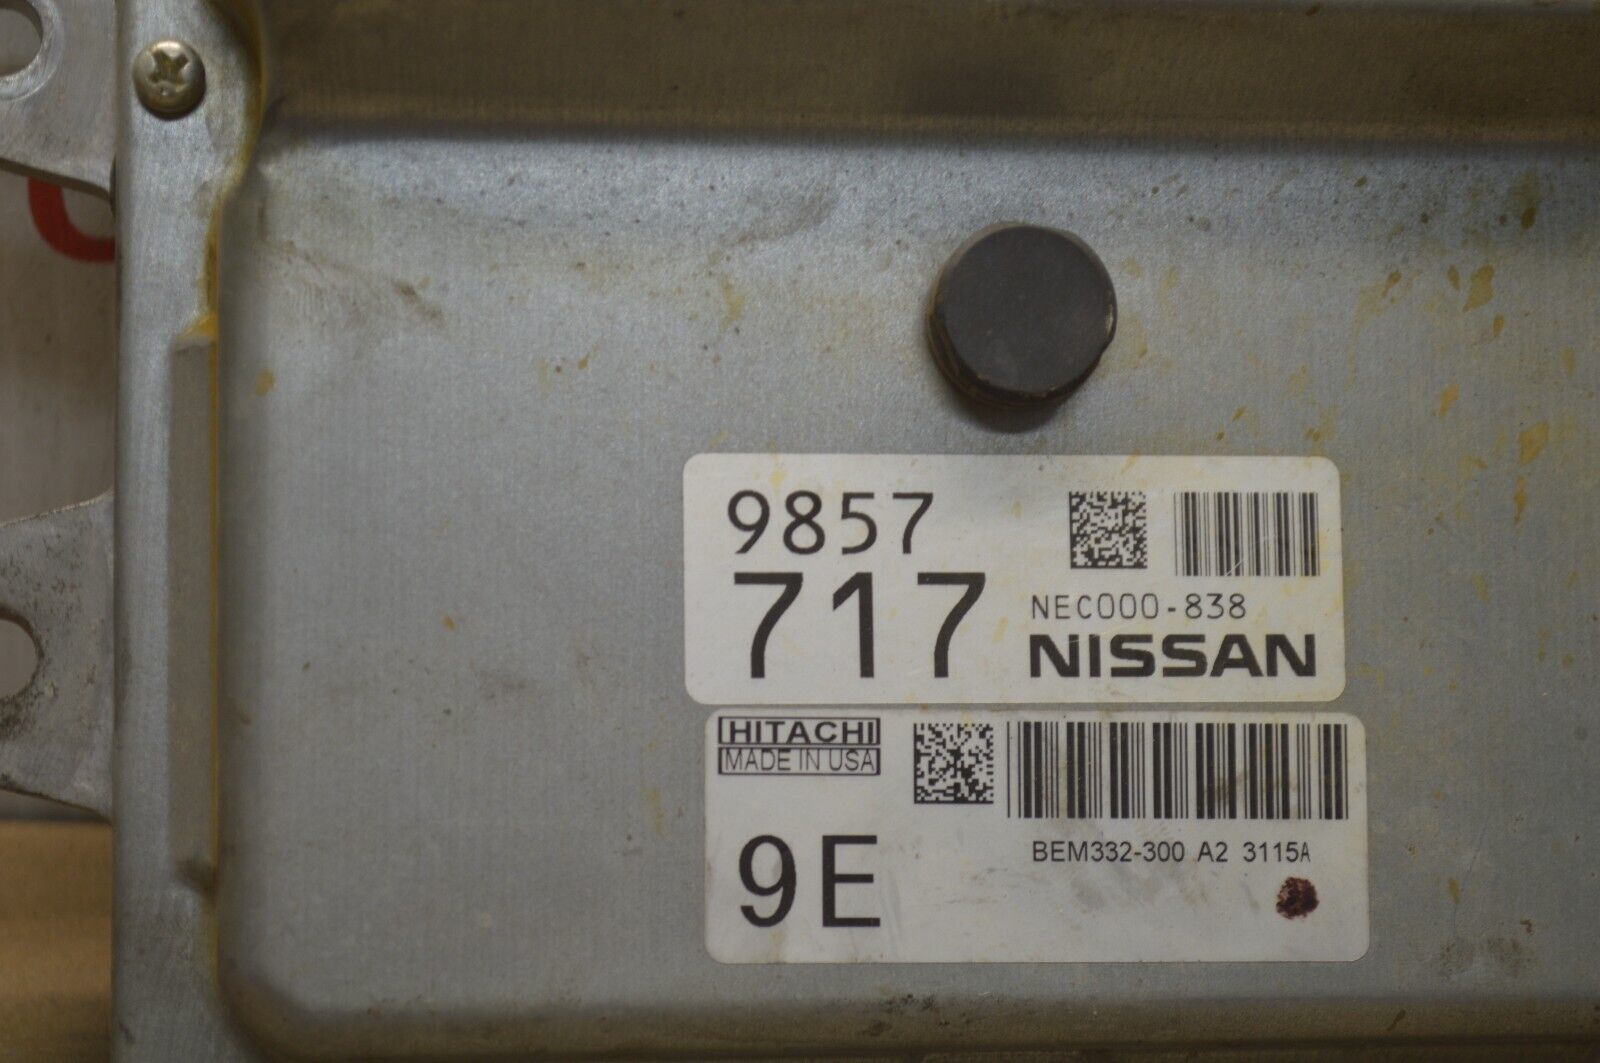 9857
717
NEC000-838
NISSAN
HITACHI
MADE IN USA
9E
BEM332-300 A2 3115A